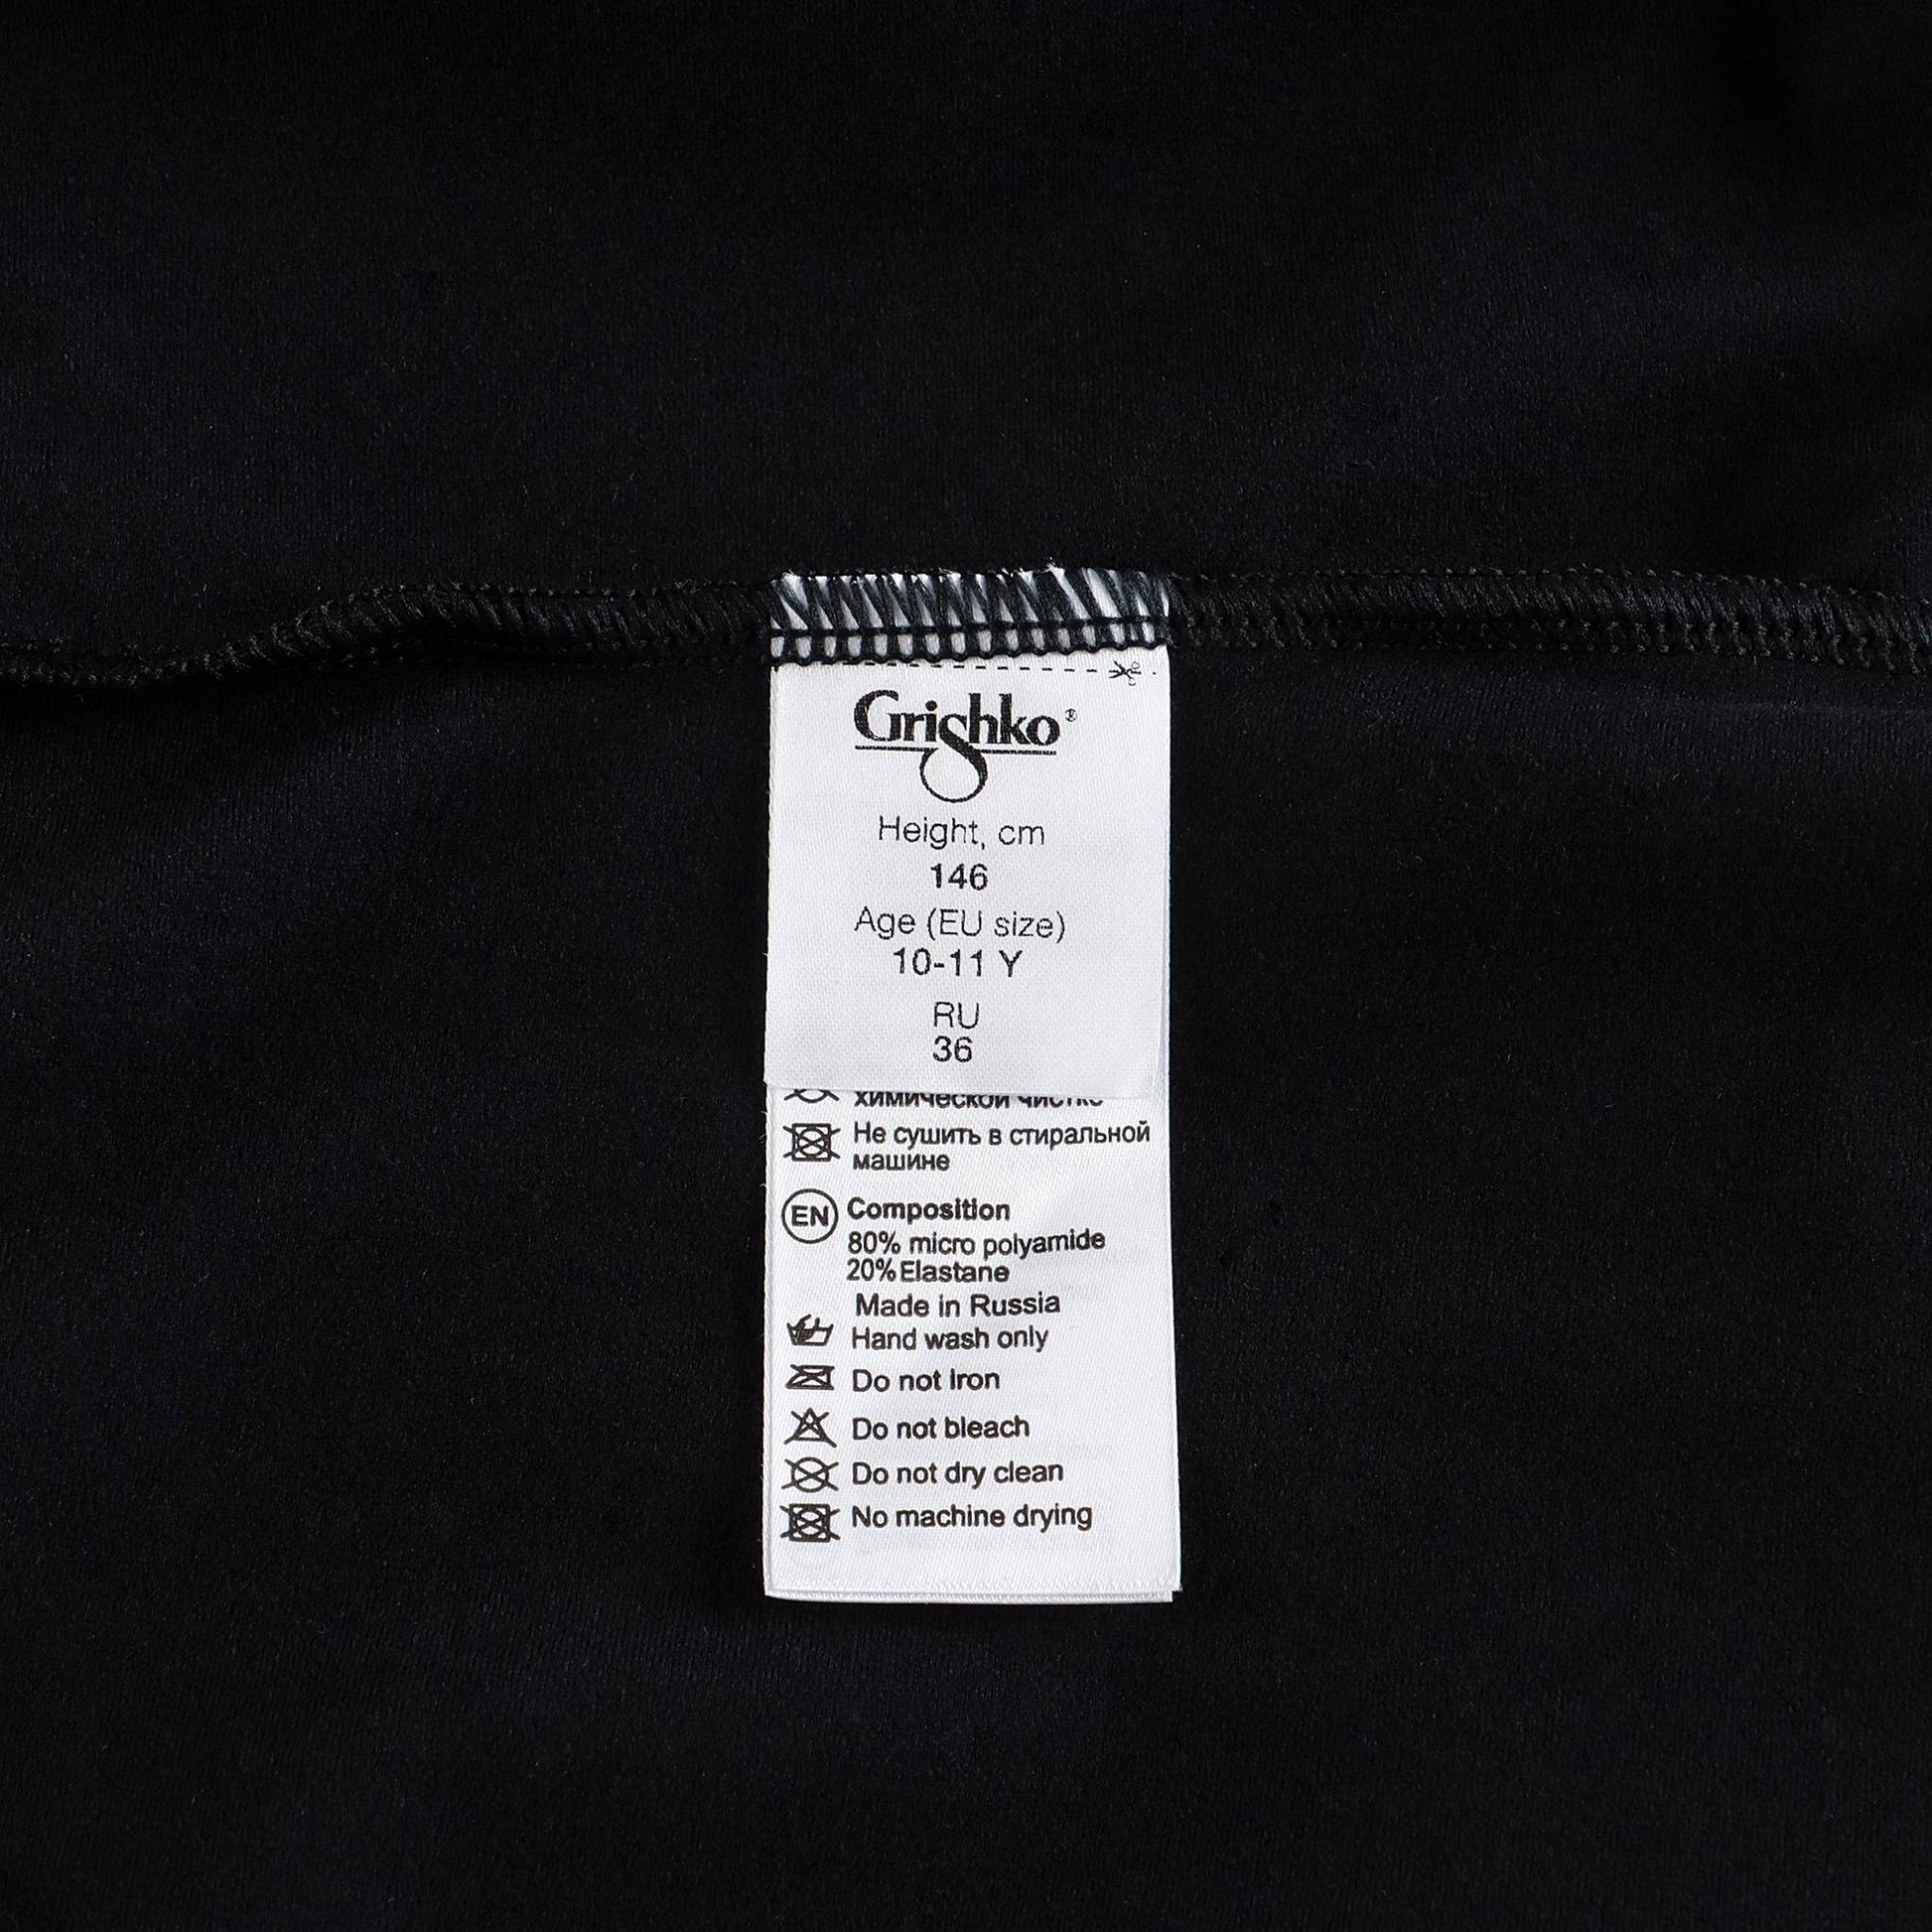 Grishko®
Height, cm
146
Age (EU size)
10-11 Y
RU
36
химической чистке
Не сушить в стиральной
машине
EN Composition
80% micro polyamide
20% Elastane
Made in Russia
Hand wash only
Do not Iron
Do not bleach
Do not dry clean
No machine drying